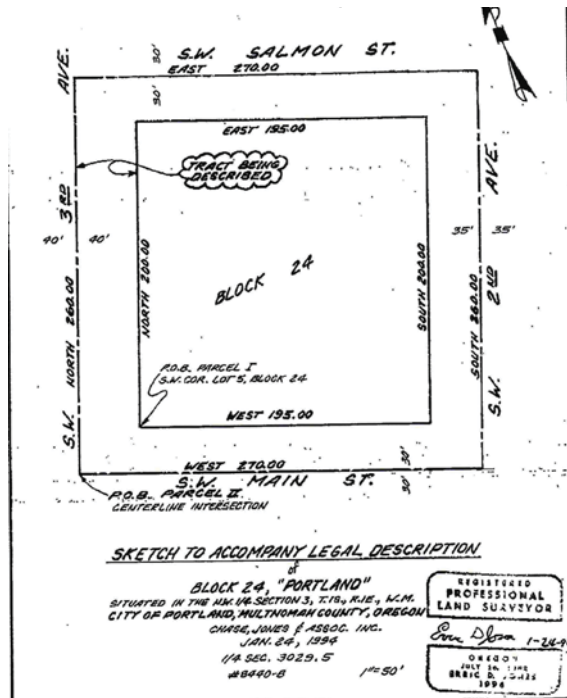 S.W. SALMON ST.
EAST 270.00
30'
30'
AVE.
3RD
40' 40'
NORTH 260.00
S.W.
EAST 195.00
TRACT BEING
DESCRIBED
NORTH 200.00
BLOCK 24
SOUTH 200.00
AVE.
35' 35'
2ND
SOUTH 260.00
S.W.
P.O.B. PARCEL I
S.W. COR. LOT 5, BLOCK 24
WEST 195.00
WEST 270.00
30'
30'
S.W. MAIN ST.
P.O.B. PARCEL II
CENTERLINE INTERSECTION
SKETCH TO ACCOMPANY LEGAL DESCRIPTION
of
BLOCK 24, "PORTLAND"
SITUATED IN THE N.W. 1/4 SECTION 3, T.1S., R.1E., W.M.
CITY OF PORTLAND, MULTNOMAH COUNTY, OREGON
CHASE, JONES & ASSOC. INC.
JAN. 24, 1994
1/4 SEC. 3029.5
#8440-B 1"=50'
REGISTERED
PROFESSIONAL
LAND SURVEYOR
OREGON